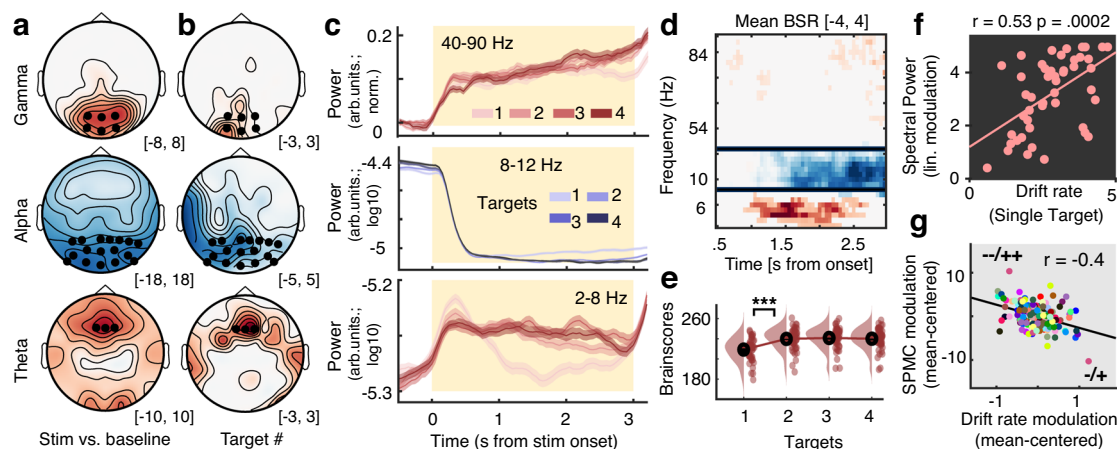 a
Gamma
[-8, 8]
Alpha
[-18, 18]
Theta
[-10, 10]
Stim vs. baseline
b
[-3, 3]
[-5, 5]
[-3, 3]
Target #
c
40-90 Hz
Power
(arb.units.;
norm.)
0.2
0.1
0
1 2 3 4
8-12 Hz
Power
(arb.units.;
log10)
-4.4
-5
Targets
1 2
3 4
2-8 Hz
Power
(arb.units.;
log10)
-5.2
-5.3
0 1 2 3
Time (s from stim onset)
d
Mean BSR [-4, 4]
Frequency (Hz)
84
54
10
6
.5 1.5 2.5
Time [s from onset]
e
***
Brainscores
260
180
1 2 3 4
Targets
f
r = 0.53 p = .0002
Spectral Power
(lin. modulation)
4
2
0
0 5
Drift rate
(Single Target)
g
--/++
r = -0.4
-/+
SPMC modulation
(mean-centered)
10
0
-10
-1 0 1
Drift rate modulation
(mean-centered)